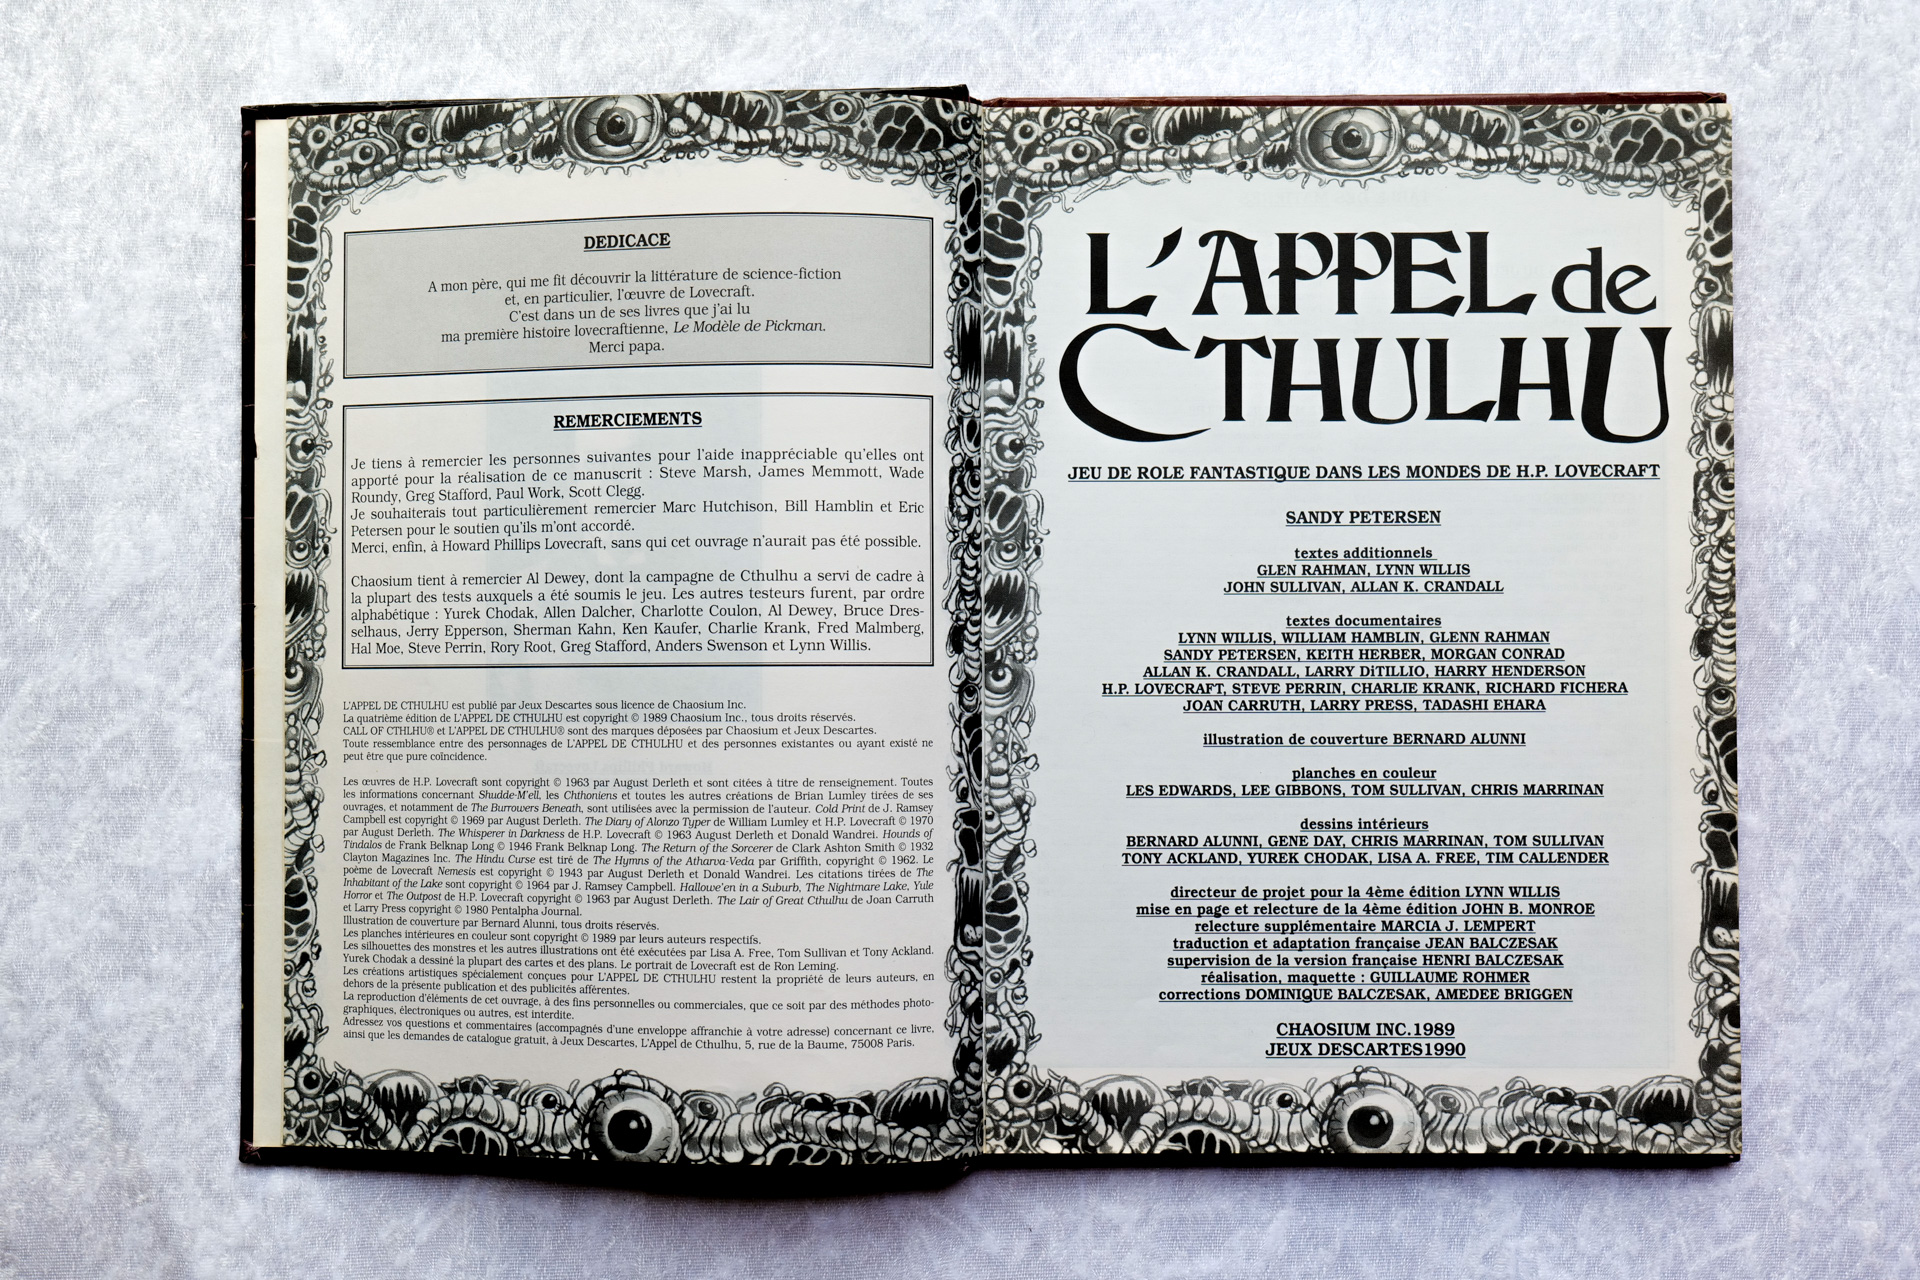 DEDICACE
A mon père, qui me fit découvrir la littérature de science-fiction
et, en particulier, l'œuvre de Lovecraft.
C'est dans un de ses livres que j'ai lu
ma première histoire lovecraftienne, Le Modèle de Pickman.
Merci papa.
REMERCIEMENTS
Je tiens à remercier les personnes suivantes pour l'aide inappréciable qu'elles ont
apporté pour la réalisation de ce manuscrit : Steve Marsh, James Memmott, Wade
Roundy, Greg Stafford, Paul Work, Scott Clegg.
Je souhaiterais tout particulièrement remercier Marc Hutchison, Bill Hamblin et Eric
Petersen pour le soutien qu'ils m'ont accordé.
Merci, enfin, à Howard Phillips Lovecraft, sans qui cet ouvrage n'aurait pas été possible.
Chaosium tient à remercier Al Dewey, dont la campagne de Cthulhu a servi de cadre à
la plupart des tests auxquels a été soumis le jeu. Les autres testeurs furent, par ordre
alphabétique : Yurek Chodak, Allen Dalcher, Charlotte Coulon, Al Dewey, Bruce Dres-
selhaus, Jerry Epperson, Sherman Kahn, Ken Kaufer, Charlie Krank, Fred Malmberg,
Hal Moe, Steve Perrin, Rory Root, Greg Stafford, Anders Swenson et Lynn Willis.
L'APPEL DE CTHULHU est publié par Jeux Descartes sous licence de Chaosium Inc.
La quatrième édition de L'APPEL DE CTHULHU est copyright © 1989 Chaosium Inc., tous droits réservés.
CALL OF CTHLHU® et L'APPEL DE CTHULHU® sont des marques déposées par Chaosium et Jeux Descartes.
Toute ressemblance entre des personnages de L'APPEL DE CTHULHU et des personnes existantes ou ayant existé ne
peut être que pure coïncidence.
Les œuvres de H.P. Lovecraft sont copyright © 1963 par August Derleth et sont citées à titre de renseignement. Toutes
les informations concernant Shudde-M'ell, les Chthoniens et toutes les autres créations de Brian Lumley tirées de ses
ouvrages, et notamment de The Burrowers Beneath, sont utilisées avec la permission de l'auteur. Cold Print de J. Ramsey
Campbell est copyright © 1969 par August Derleth. The Diary of Alonzo Typer de William Lumley et H.P. Lovecraft © 1970
par August Derleth. The Whisperer in Darkness de H.P. Lovecraft © 1963 August Derleth et Donald Wandrei. Hounds of
Tindalos de Frank Belknap Long © 1946 Frank Belknap Long. The Return of the Sorcerer de Clark Ashton Smith © 1932
Clayton Magazines Inc. The Hindu Curse est tiré de The Hymns of the Atharva-Veda par Griffith, copyright © 1962. Le
poème de Lovecraft Nemesis est copyright © 1943 par August Derleth et Donald Wandrei. Les citations tirées de The
Inhabitant of the Lake sont copyright © 1964 par J. Ramsey Campbell. Hallowe'en in a Suburb, The Nightmare Lake, Yule
Horror et The Outpost de H.P. Lovecraft copyright © 1963 par August Derleth. The Lair of Great Cthulhu de Joan Carruth
et Larry Press copyright © 1980 Pentalpha Journal.
Illustration de couverture par Bernard Alunni, tous droits réservés.
Les planches intérieures en couleur sont copyright © 1989 par leurs auteurs respectifs.
Les silhouettes des monstres et les autres illustrations ont été exécutées par Lisa A. Free, Tom Sullivan et Tony Ackland.
Yurek Chodak a dessiné la plupart des cartes et des plans. Le portrait de Lovecraft est de Ron Leming.
Les créations artistiques spécialement conçues pour L'APPEL DE CTHULHU restent la propriété de leurs auteurs, en
dehors de la présente publication et des publicités afférentes.
La reproduction d'éléments de cet ouvrage, à des fins personnelles ou commerciales, que ce soit par des méthodes photo-
graphiques, électroniques ou autres, est interdite.
Adressez vos questions et commentaires (accompagnés d'une enveloppe affranchie à votre adresse) concernant ce livre,
ainsi que les demandes de catalogue gratuit, à Jeux Descartes, L'Appel de Cthulhu, 5, rue de la Baume, 75008 Paris.
L'APPEL de
CTHULHU
JEU DE ROLE FANTASTIQUE DANS LES MONDES DE H.P. LOVECRAFT
SANDY PETERSEN
textes additionnels
GLEN RAHMAN, LYNN WILLIS
JOHN SULLIVAN, ALLAN K. CRANDALL
textes documentaires
LYNN WILLIS, WILLIAM HAMBLIN, GLENN RAHMAN
SANDY PETERSEN, KEITH HERBER, MORGAN CONRAD
ALLAN K. CRANDALL, LARRY DiTILLIO, HARRY HENDERSON
H.P. LOVECRAFT, STEVE PERRIN, CHARLIE KRANK, RICHARD FICHERA
JOAN CARRUTH, LARRY PRESS, TADASHI EHARA
illustration de couverture BERNARD ALUNNI
planches en couleur
LES EDWARDS, LEE GIBBONS, TOM SULLIVAN, CHRIS MARRINAN
dessins intérieurs
BERNARD ALUNNI, GENE DAY, CHRIS MARRINAN, TOM SULLIVAN
TONY ACKLAND, YUREK CHODAK, LISA A. FREE, TIM CALLENDER
directeur de projet pour la 4ème édition LYNN WILLIS
mise en page et relecture de la 4ème édition JOHN B. MONROE
relecture supplémentaire MARCIA J. LEMPERT
traduction et adaptation française JEAN BALCZESAK
supervision de la version française HENRI BALCZESAK
réalisation, maquette : GUILLAUME ROHMER
corrections DOMINIQUE BALCZESAK, AMEDEE BRIGGEN
CHAOSIUM INC.1989
JEUX DESCARTES1990